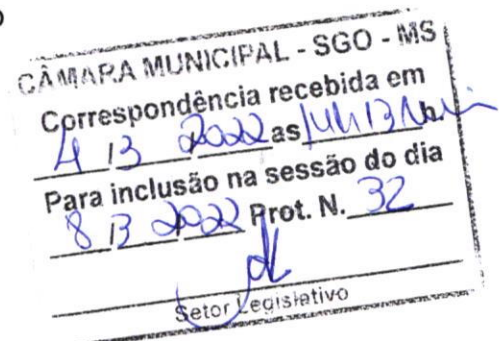 CÂMARA MUNICIPAL - SGO - MS
Correspondência recebida em
4 / 3 / 2022 as 14h13
Para inclusão na sessão do dia
8 / 3 / 2022 Prot. N. 32
Setor Legislativo